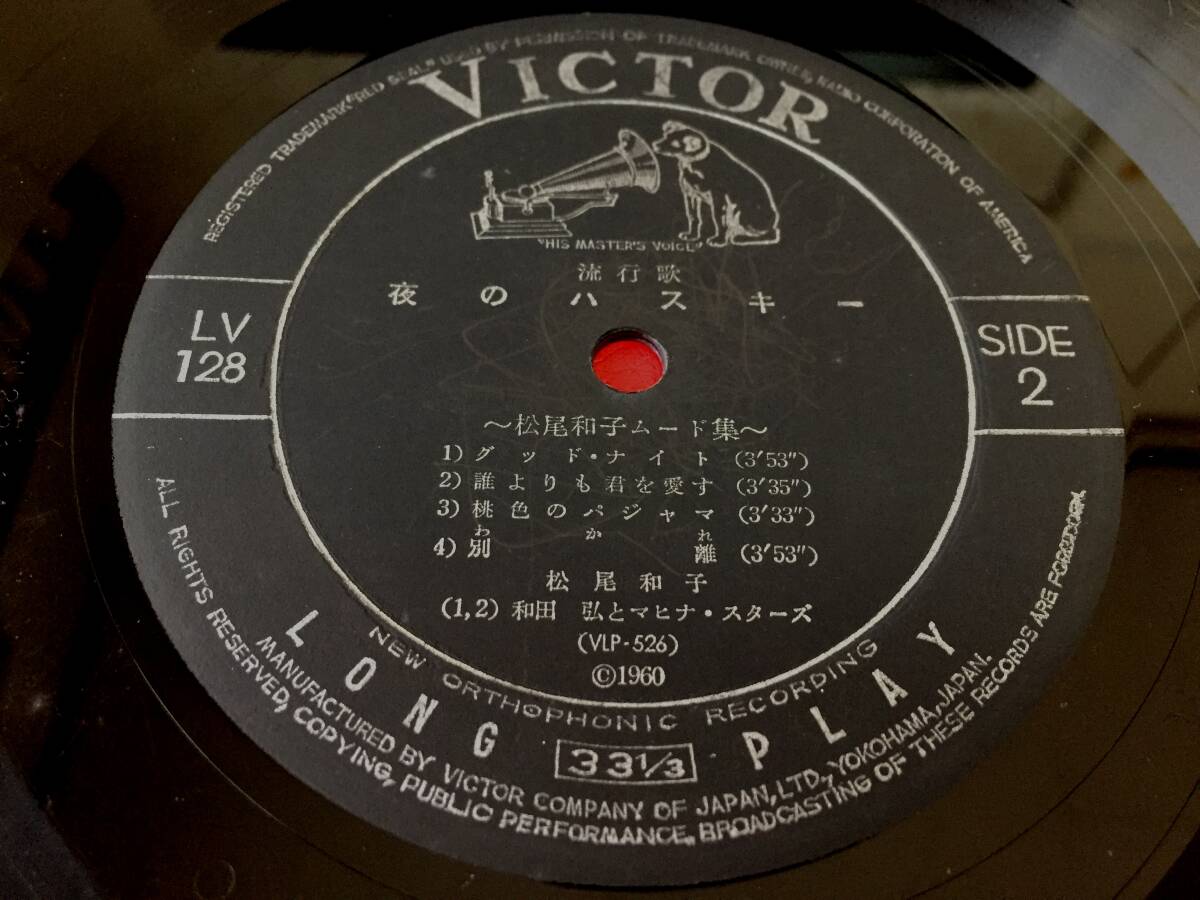 REGISTERED TRADEMARK "RED SEAL" USED BY PERMISSION OF TRADEMARK OWNER RADIO CORPORATION OF AMERICA
VICTOR
"HIS MASTER'S VOICE"
流行歌
夜のハスキー
LV
128
SIDE
2
〜松尾和子ムード集〜
1) グッド・ナイト (3′53″)
2) 誰よりも君を愛す (3′35″)
3) 桃色のパジャマ (3′33″)
おかれ
4) 別離 (3′53″)
松尾和子
(1,2) 和田 弘とマヒナ・スターズ
(VLP-526)
©1960
NEW ORTHOPHONIC RECORDING
LONG PLAY
33 1/3
MANUFACTURED BY VICTOR COMPANY OF JAPAN, LTD., YOKOHAMA, JAPAN.
ALL RIGHTS RESERVED, COPYING, PUBLIC PERFORMANCE, BROADCASTING OF THESE RECORDS ARE FORBIDDEN.